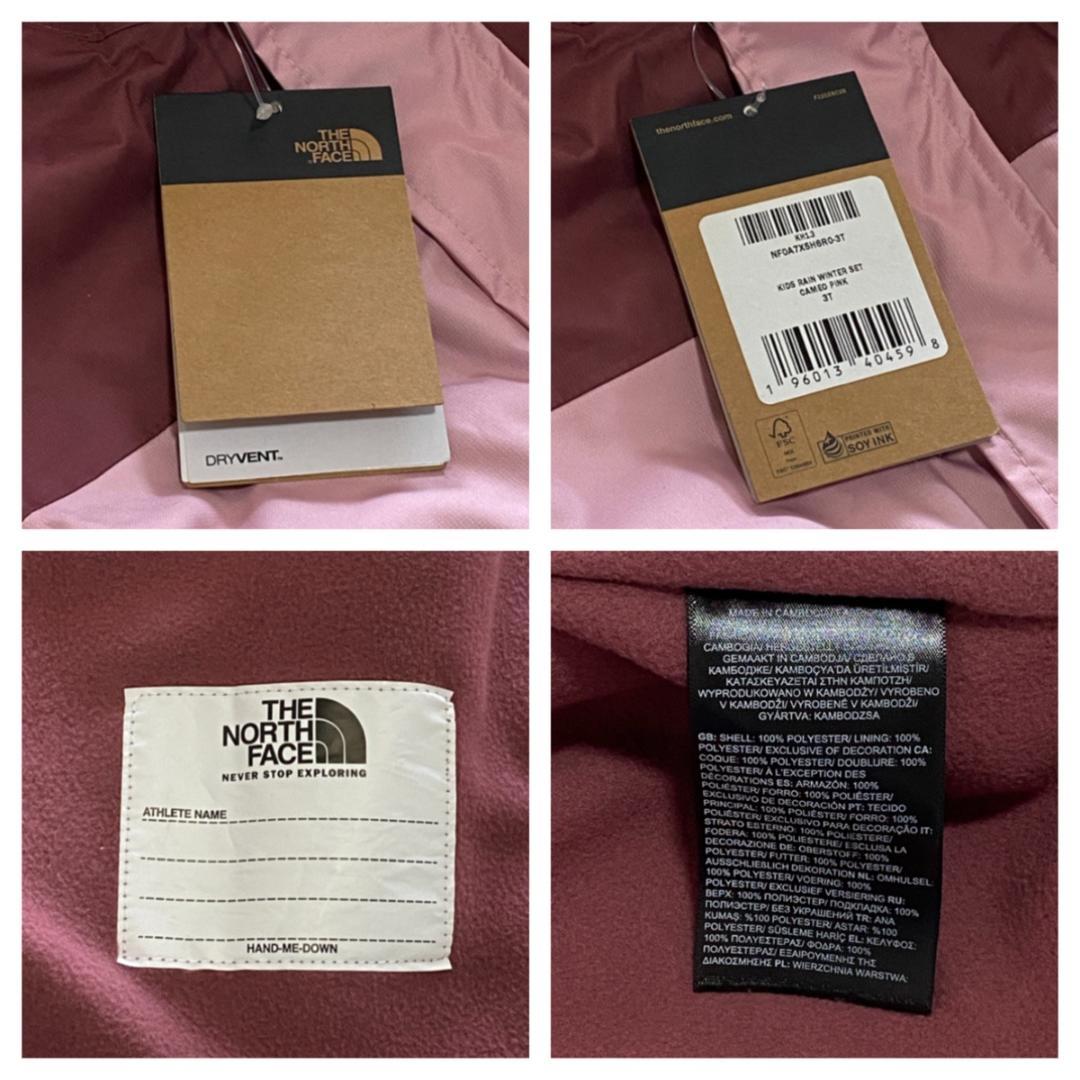 THE
NORTH
FACE
DRYVENT™
thenorthface.com
KH13
NF0A7X5H6R0-3T
KIDS RAIN WINTER SET
CAMEO PINK
3T
1 96013 40459 8
FSC
MIX
PRINTED WITH
SOY INK
THE
NORTH
FACE
NEVER STOP EXPLORING
ATHLETE NAME
HAND-ME-DOWN
MADE IN CAMBODIA/
GEMAAKT IN CAMBODJA/ СДЕЛАНО В
КАМБОДЖЕ/ KAMBOÇYA'DA ÜRETİLMİŞTİR/
ΚΑΤΑΣΚΕΥΑΖΕΤΑΙ ΣΤΗΝ ΚΑΜΠΟΤΖΗ/
WYPRODUKOWANO W KAMBODŻY/ VYROBENO
V KAMBODŽI/ VYROBENÉ V KAMBODŽI/
GYÁRTVA: KAMBODZSA
GB: SHELL: 100% POLYESTER/ LINING: 100%
POLYESTER/ EXCLUSIVE OF DECORATION CA:
COQUE: 100% POLYESTER/ DOUBLURE: 100%
POLYESTER/ À L'EXCEPTION DES
DÉCORATIONS ES: ARMAZÓN: 100%
POLIÉSTER/ FORRO: 100% POLIÉSTER/
EXCLUSIVO DE DECORACIÓN PT: TECIDO
PRINCIPAL: 100% POLIÉSTER/ FORRO: 100%
POLIÉSTER/ EXCLUSIVO PARA DECORAÇÃO IT:
STRATO ESTERNO: 100% POLIESTERE/
FODERA: 100% POLIESTERE/ ESCLUSA LA
DECORAZIONE DE: OBERSTOFF: 100%
POLYESTER/ FUTTER: 100% POLYESTER/
AUSSCHLIEßLICH DEKORATION NL: OMHULSEL:
100% POLYESTER/ VOERING: 100%
POLYESTER/ EXCLUSIEF VERSIERING RU:
ВЕРХ: 100% ПОЛИЭСТЕР/ ПОДКЛАДКА: 100%
ПОЛИЭСТЕР/ БЕЗ УКРАШЕНИЙ TR: ANA
KUMAŞ: %100 POLYESTER/ ASTAR: %100
POLYESTER/ SÜSLEME HARİÇ EL: ΚΕΛΥΦΟΣ:
100% ΠΟΛΥΕΣΤΕΡΑΣ/ ΦΟΔΡΑ: 100%
ΠΟΛΥΕΣΤΕΡΑΣ/ ΕΞΑΙΡΟΥΜΕΝΗΣ ΤΗΣ
ΔΙΑΚΟΣΜΗΣΗΣ PL: WIERZCHNIA WARSTWA: